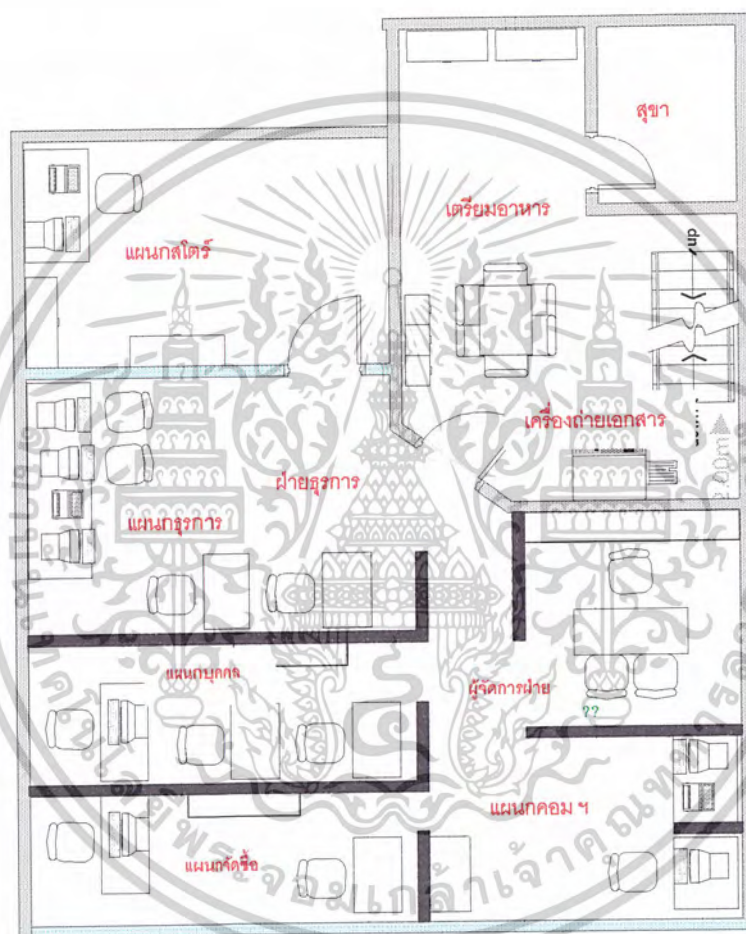 สุขา
เตรียมอาหาร
แผนกสโตร์
dn
เครื่องถ่ายเอกสาร
2.00m
ฝ่ายธุรการ
แผนกธุรการ
แผนกบุคคล
ผู้จัดการฝ่าย
??
แผนกคอม ฯ
แผนกจัดซื้อ